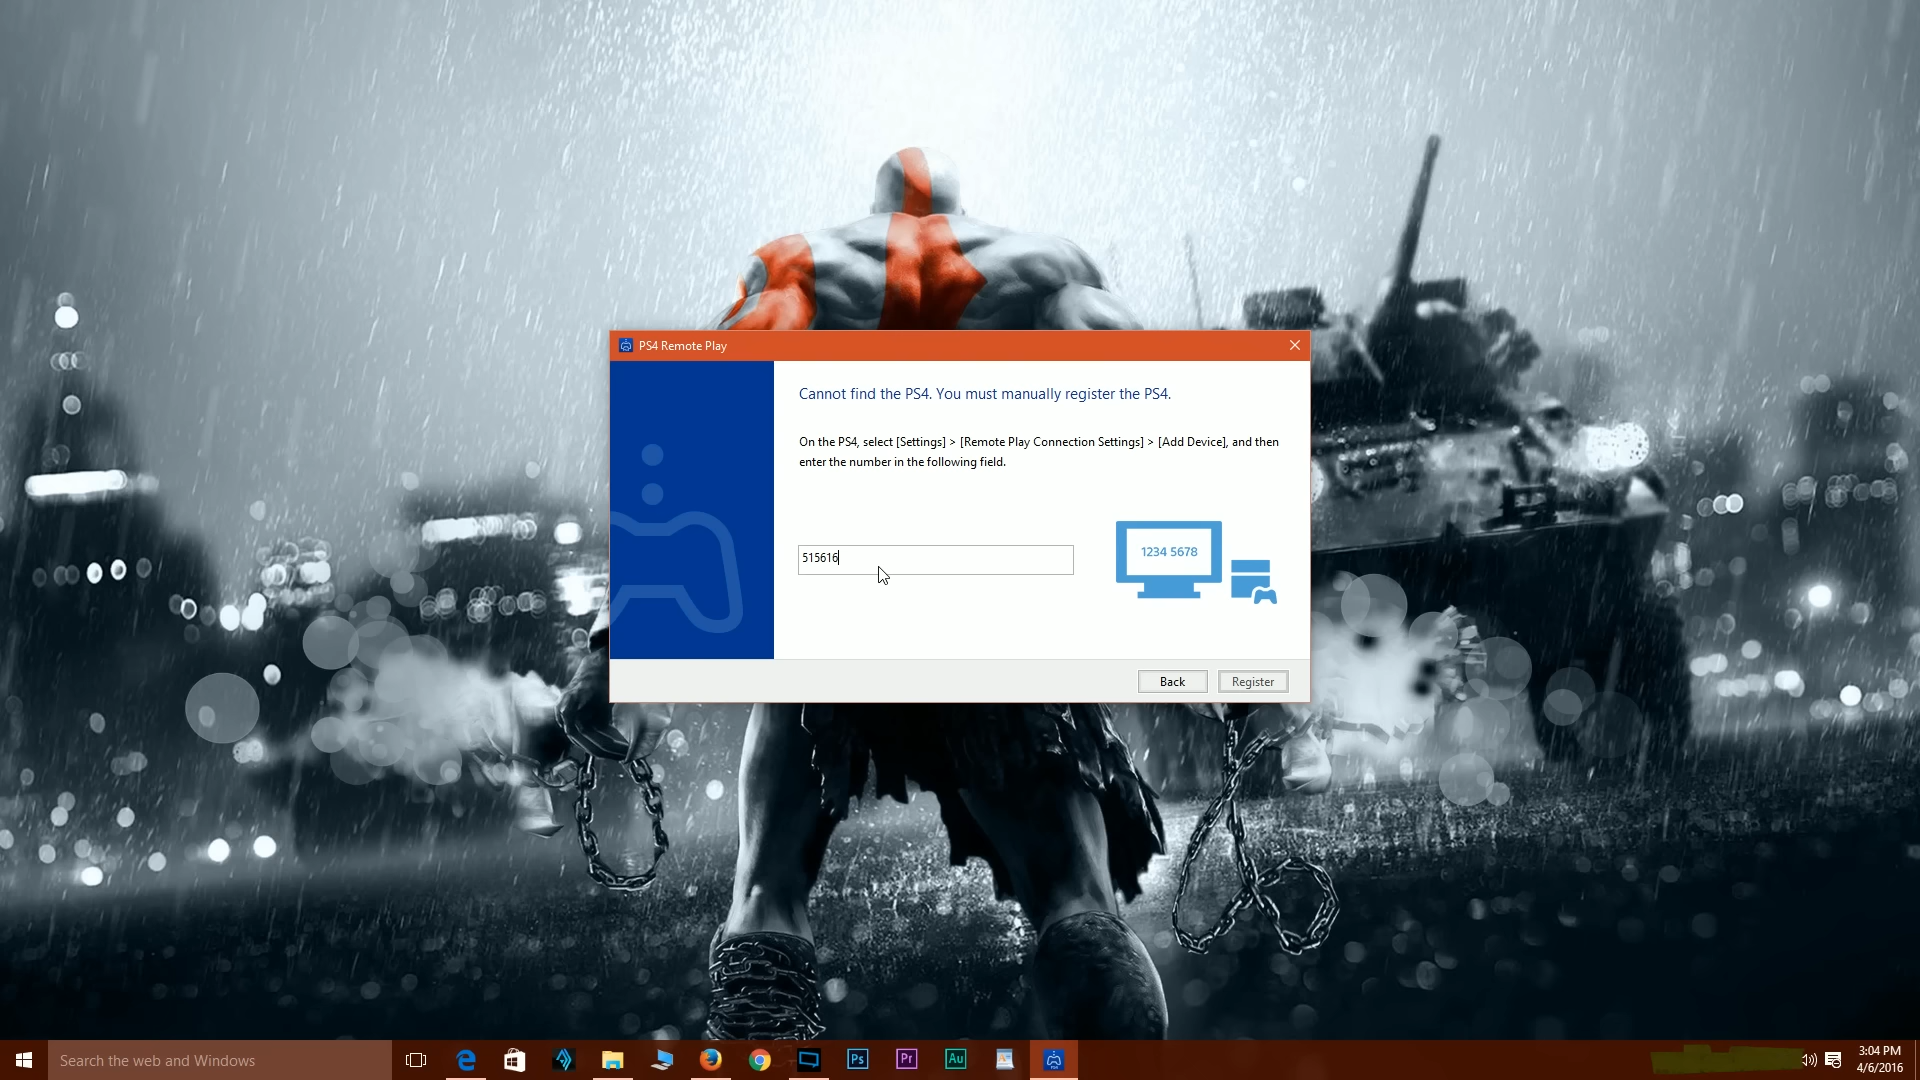 PS4 Remote Play
Cannot find the PS4. You must manually register the PS4.
On the PS4, select [Settings] > [Remote Play Connection Settings] > [Add Device], and then
enter the number in the following field.
515616
1234 5678
Back
Register
Search the web and Windows
Ps
Pr
Au
3:04 PM
4/6/2016